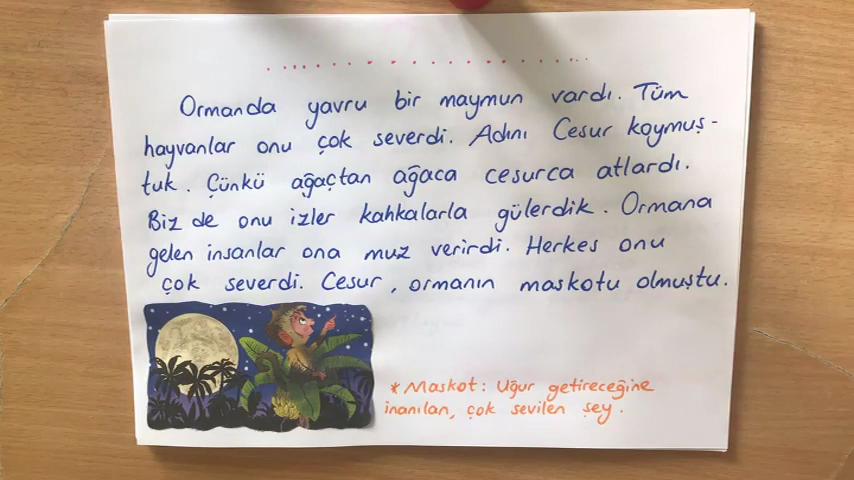 Ormanda yavru bir maymun vardı. Tüm
hayvanlar onu çok severdi. Adını Cesur koymuş-
tuk. Çünkü ağaçtan ağaca cesurca atlardı.
Biz de onu izler kahkalarla gülerdik. Ormana
gelen insanlar ona muz verirdi. Herkes onu
çok severdi. Cesur, ormanın maskotu olmuştu.
*Maskot: Uğur getireceğine
inanılan, çok sevilen şey.